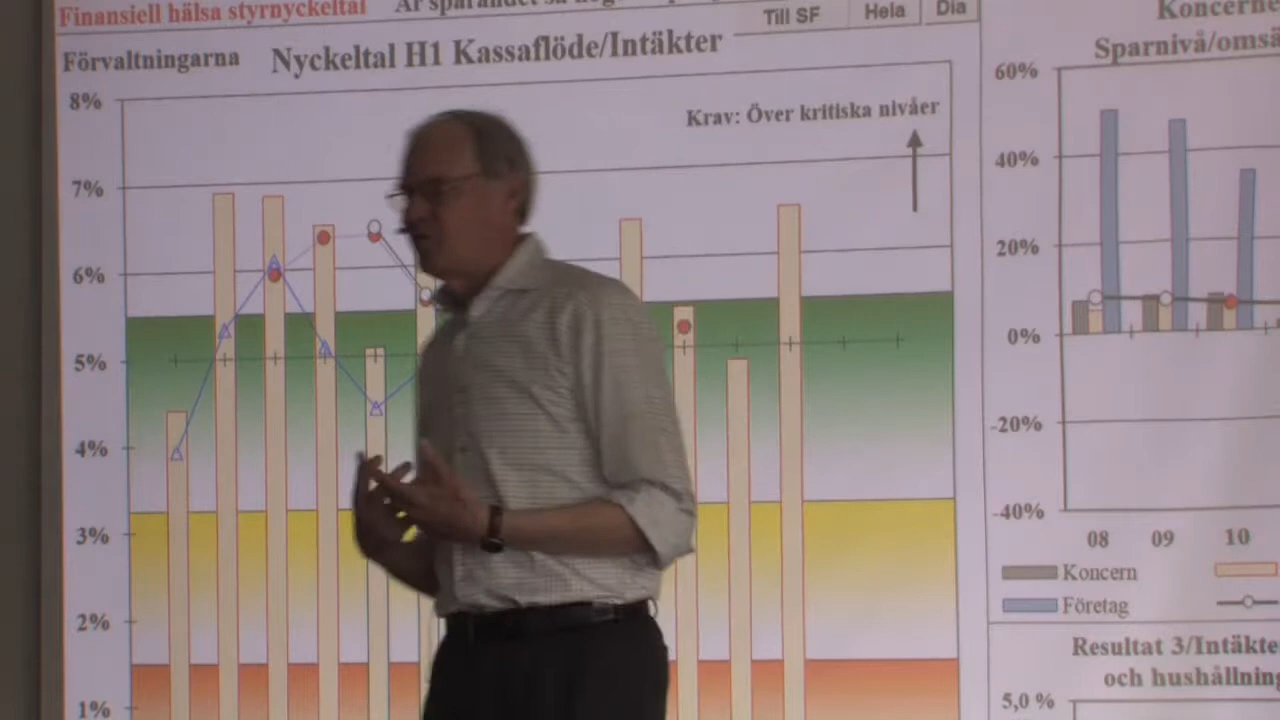 Finansiell hälsa styrnyckeltal
Till SF
Hela
Dia
Förvaltningarna
Nyckeltal H1 Kassaflöde/Intäkter
8%
7%
6%
5%
4%
3%
2%
1%
Krav: Över kritiska nivåer
Koncerne
Sparnivå/omsä
60%
40%
20%
0%
-20%
-40%
08
09
10
Koncern
Företag
Resultat 3/Intäkte
och hushållning
5,0 %